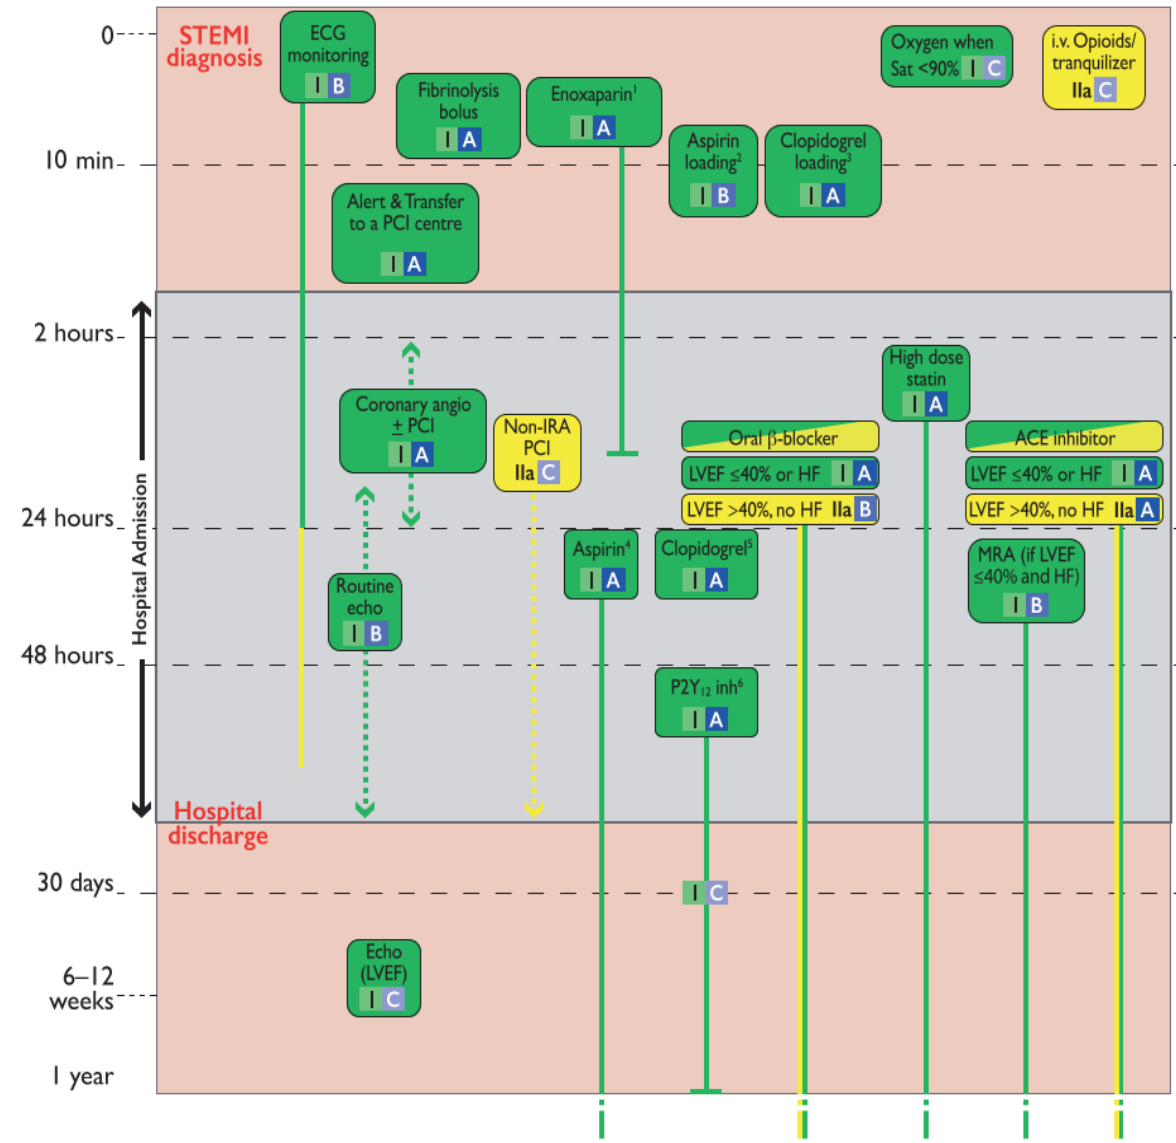 0
STEMI
diagnosis
ECG
monitoring
I B
Fibrinolysis
bolus
I A
Enoxaparin¹
I A
Aspirin
loading²
I B
Clopidogrel
loading³
I A
Oxygen when
Sat <90% I C
i.v. Opioids/
tranquilizer
IIa C
10 min
Alert & Transfer
to a PCI centre
I A
Hospital Admission
2 hours
Coronary angio
± PCI
I A
Non-IRA
PCI
IIa C
High dose
statin
I A
Oral β-blocker
LVEF ≤40% or HF I A
LVEF >40%, no HF IIa B
ACE inhibitor
LVEF ≤40% or HF I A
LVEF >40%, no HF IIa A
24 hours
Routine
echo
I B
Aspirin⁴
I A
Clopidogrel⁵
I A
MRA (if LVEF
≤40% and HF)
I B
48 hours
P2Y₁₂ inh⁶
I A
Hospital
discharge
30 days
I C
Echo
(LVEF)
I C
6–12
weeks
1 year